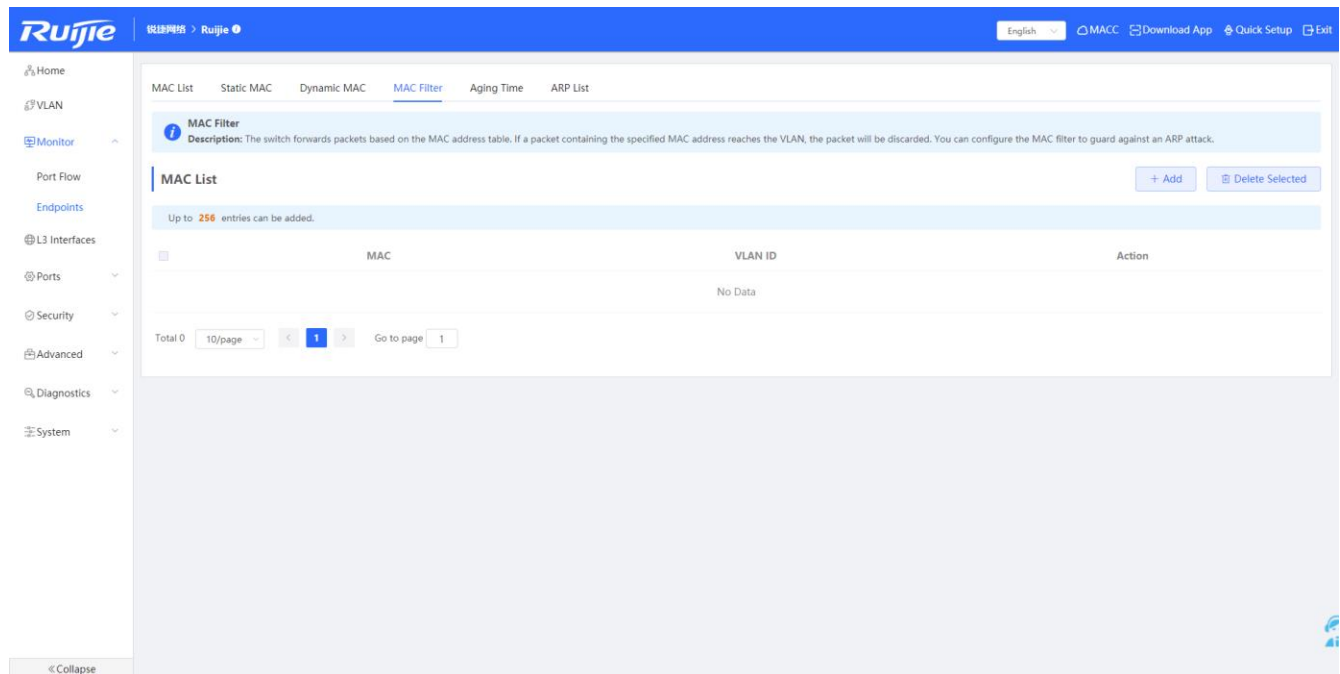 Ruijie
锐捷网络 > Ruijie
English
MACC
Download App
Quick Setup
Exit
Home
VLAN
Monitor
Port Flow
Endpoints
L3 Interfaces
Ports
Security
Advanced
Diagnostics
System
«Collapse
MAC List Static MAC Dynamic MAC MAC Filter Aging Time ARP List
MAC Filter
Description: The switch forwards packets based on the MAC address table. If a packet containing the specified MAC address reaches the VLAN, the packet will be discarded. You can configure the MAC filter to guard against an ARP attack.
MAC List
+ Add
Delete Selected
Up to 256 entries can be added.
MAC VLAN ID Action
No Data
Total 0 10/page < 1 > Go to page 1